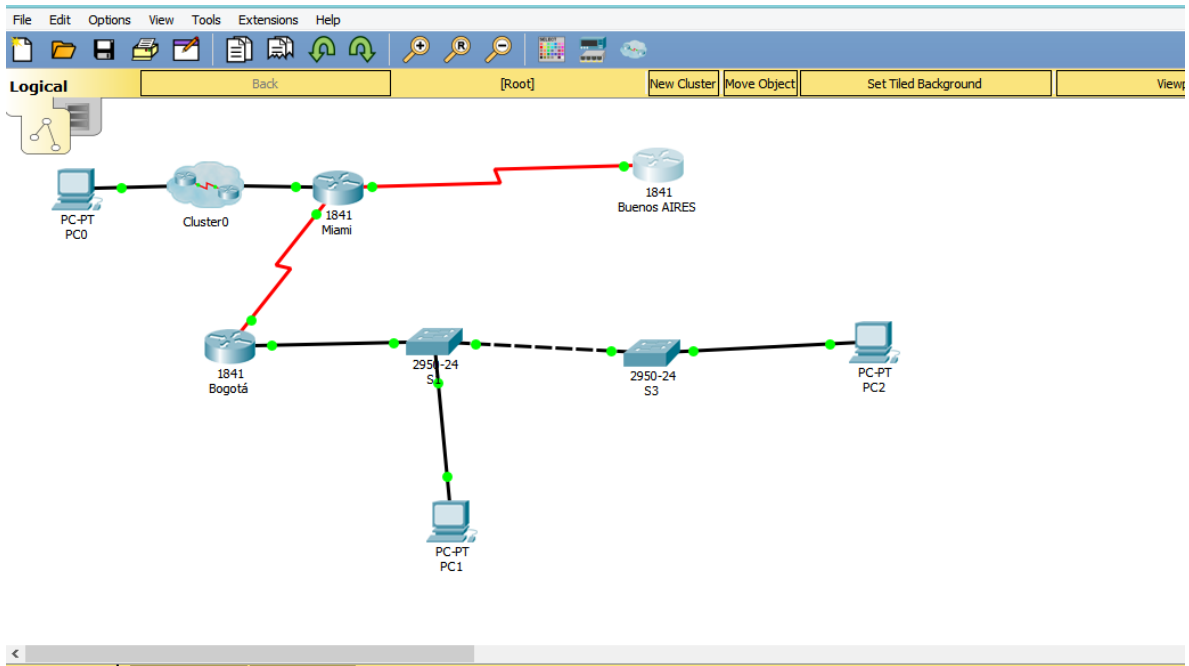 File Edit Options View Tools Extensions Help
Logical Back [Root] New Cluster Move Object Set Tiled Background
PC-PT
PC0
Cluster0
1841
Miami
1841
Buenos AIRES
1841
Bogotá
2950-24
S1
2950-24
S3
PC-PT
PC2
PC-PT
PC1